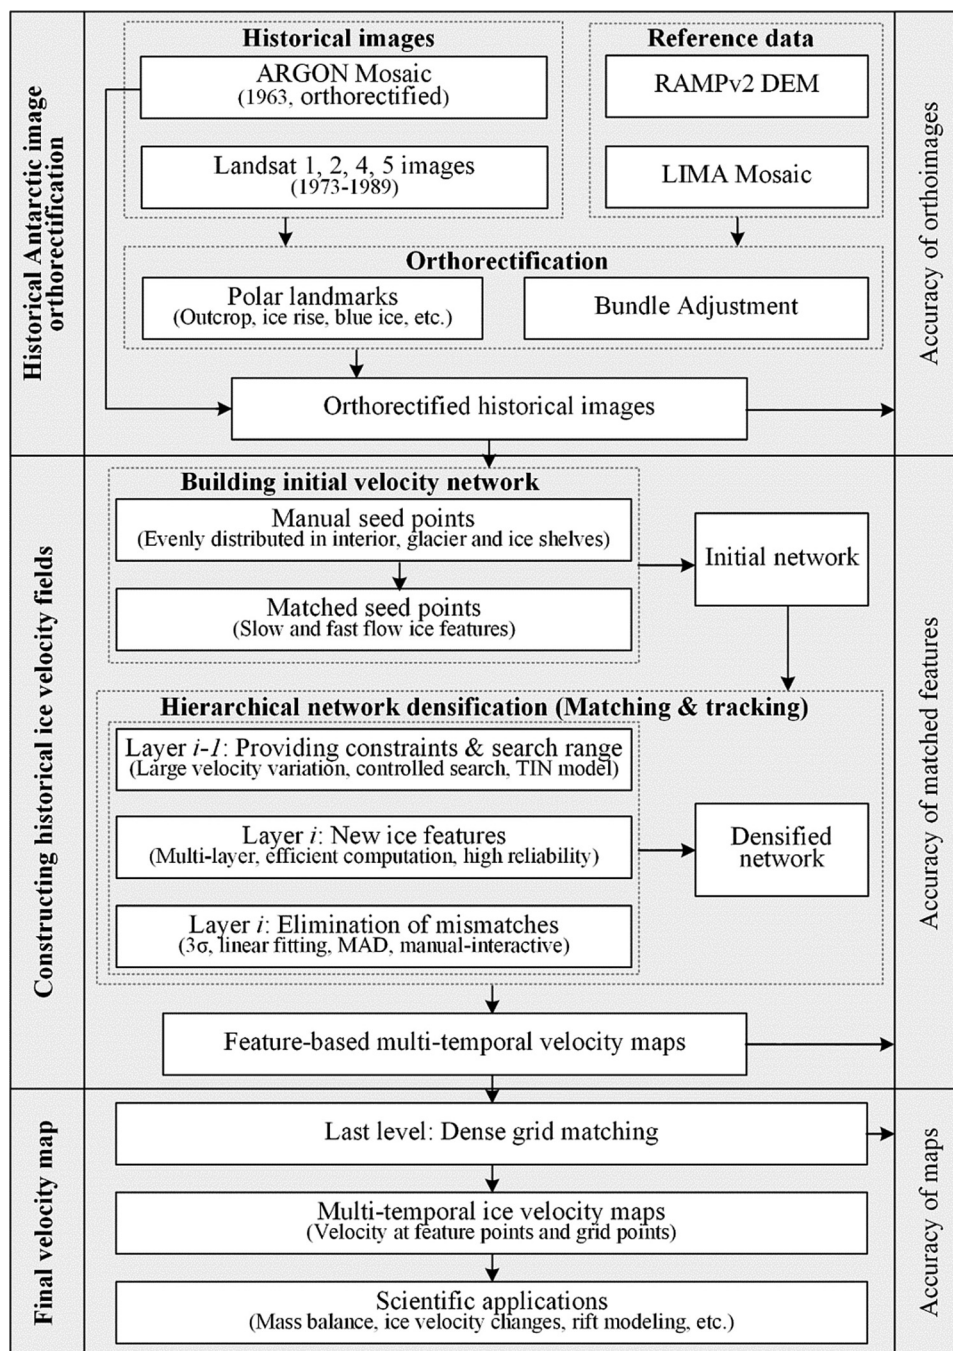 Historical Antarctic image
orthorectification
Historical images
ARGON Mosaic
(1963, orthorectified)
Landsat 1, 2, 4, 5 images
(1973-1989)
Reference data
RAMPv2 DEM
LIMA Mosaic
Orthorectification
Polar landmarks
(Outcrop, ice rise, blue ice, etc.)
Bundle Adjustment
Orthorectified historical images
Accuracy of orthoimages
Constructing historical ice velocity fields
Building initial velocity network
Manual seed points
(Evenly distributed in interior, glacier and ice shelves)
Matched seed points
(Slow and fast flow ice features)
Initial network
Hierarchical network densification (Matching & tracking)
Layer i-1: Providing constraints & search range
(Large velocity variation, controlled search, TIN model)
Layer i: New ice features
(Multi-layer, efficient computation, high reliability)
Layer i: Elimination of mismatches
(3σ, linear fitting, MAD, manual-interactive)
Densified
network
Feature-based multi-temporal velocity maps
Accuracy of matched features
Final velocity map
Last level: Dense grid matching
Multi-temporal ice velocity maps
(Velocity at feature points and grid points)
Scientific applications
(Mass balance, ice velocity changes, rift modeling, etc.)
Accuracy of maps